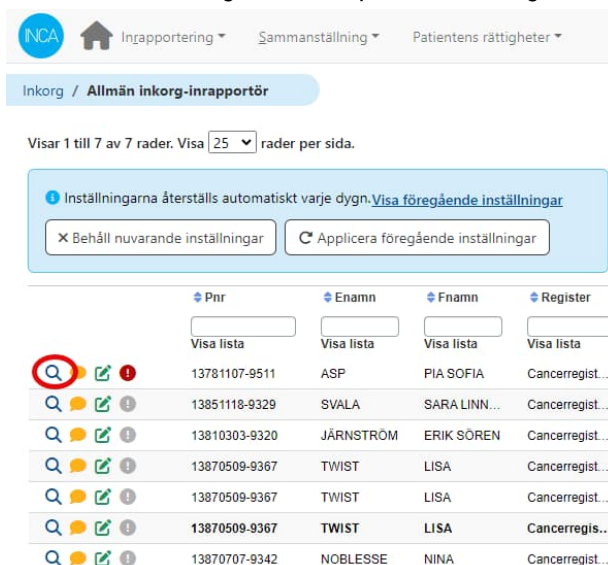 INCA Inrapportering Sammanställning Patientens rättigheter
Inkorg / Allmän inkorg-inrapportör
Visar 1 till 7 av 7 rader. Visa 25 rader per sida.
Inställningarna återställs automatiskt varje dygn. Visa föregående inställningar
Behåll nuvarande inställningar Applicera föregående inställningar
Pnr Enamn Fnamn Register
Visa lista Visa lista Visa lista Visa lista
13781107-9511 ASP PIA SOFIA Cancerregist...
13851118-9329 SVALA SARA LINN... Cancerregist...
13810303-9320 JÄRNSTRÖM ERIK SÖREN Cancerregist...
13870509-9367 TWIST LISA Cancerregist...
13870509-9367 TWIST LISA Cancerregist...
13870509-9367 TWIST LISA Cancerregis...
13870707-9342 NOBLESSE NINA Cancerregist...